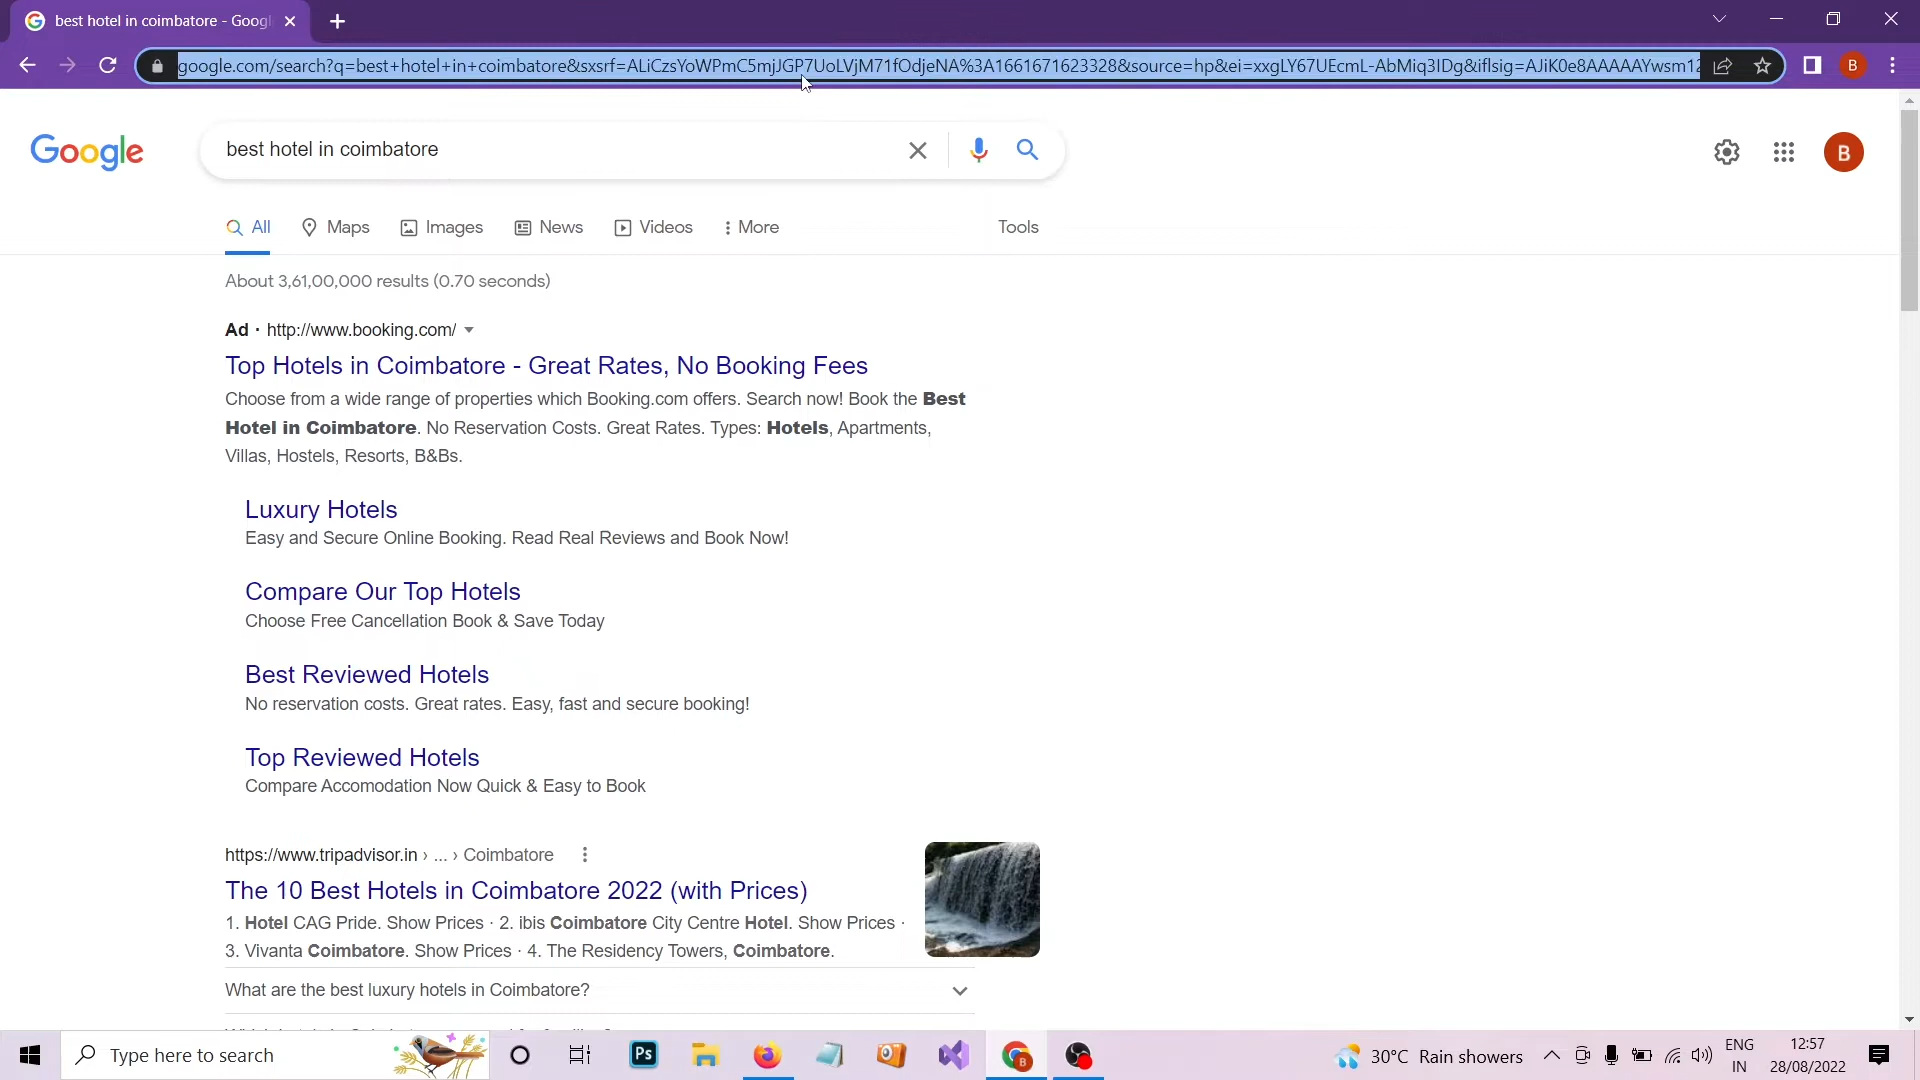 best hotel in coimbatore - Goog
google.com/search?q=best+hotel+in+coimbatore&sxsrf=ALiCzsYoWPmC5mjJGP7UoLVjM71fOdjeNA%3A1661671623328&source=hp&ei=xxgLY67UEcmL-AbMiq3IDg&iflsig=AJiK0e8AAAAAYwsm12
B
Google
best hotel in coimbatore
B
All Maps Images News Videos More Tools
About 3,61,00,000 results (0.70 seconds)
Ad · http://www.booking.com/
Top Hotels in Coimbatore - Great Rates, No Booking Fees
Choose from a wide range of properties which Booking.com offers. Search now! Book the Best
Hotel in Coimbatore. No Reservation Costs. Great Rates. Types: Hotels, Apartments,
Villas, Hostels, Resorts, B&Bs.
Luxury Hotels
Easy and Secure Online Booking. Read Real Reviews and Book Now!
Compare Our Top Hotels
Choose Free Cancellation Book & Save Today
Best Reviewed Hotels
No reservation costs. Great rates. Easy, fast and secure booking!
Top Reviewed Hotels
Compare Accomodation Now Quick & Easy to Book
https://www.tripadvisor.in › ... › Coimbatore
The 10 Best Hotels in Coimbatore 2022 (with Prices)
1. Hotel CAG Pride. Show Prices · 2. ibis Coimbatore City Centre Hotel. Show Prices ·
3. Vivanta Coimbatore. Show Prices · 4. The Residency Towers, Coimbatore.
What are the best luxury hotels in Coimbatore?
Type here to search
Ps
B
30°C Rain showers
ENG
IN
12:57
28/08/2022